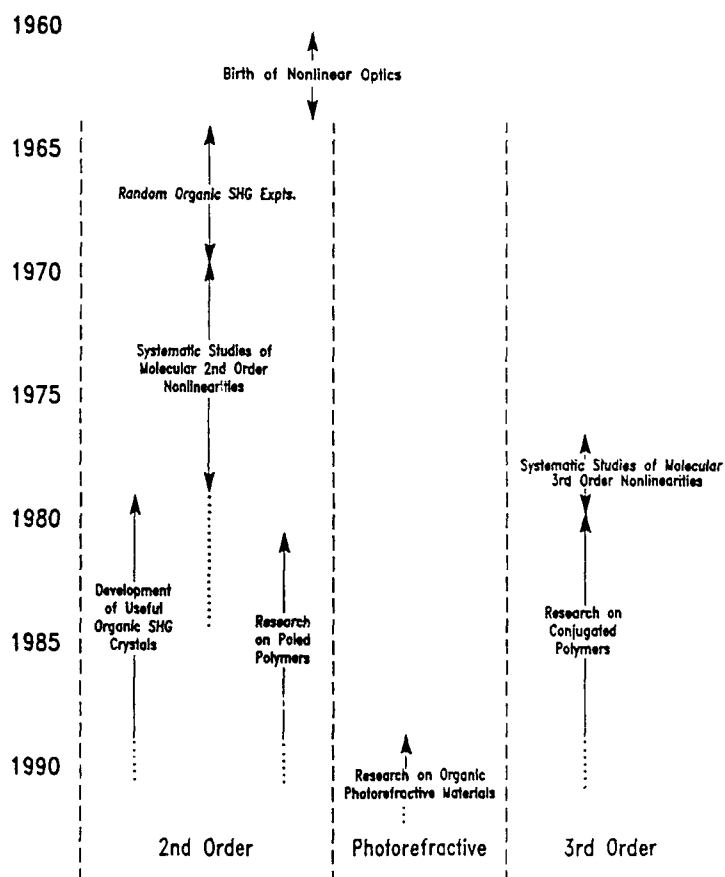 1960
Birth of Nonlinear Optics
1965
Random Organic SHG Expts.
1970
Systematic Studies of
Molecular 2nd Order
Nonlinearities
1975
Systematic Studies of Molecular
3rd Order Nonlinearities
1980
Development
of Useful
Organic SHG
Crystals
Research
on Poled
Polymers
Research on
Conjugated
Polymers
1985
1990
Research on Organic
Photorefractive Materials
2nd Order
Photorefractive
3rd Order